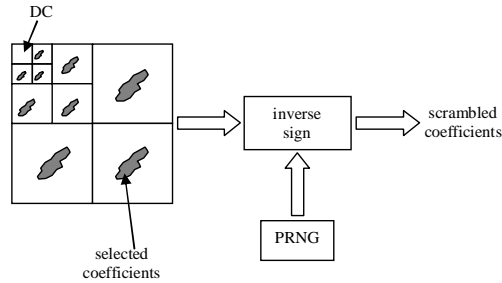 DC
inverse
sign
scrambled
coefficients
PRNG
selected
coefficients